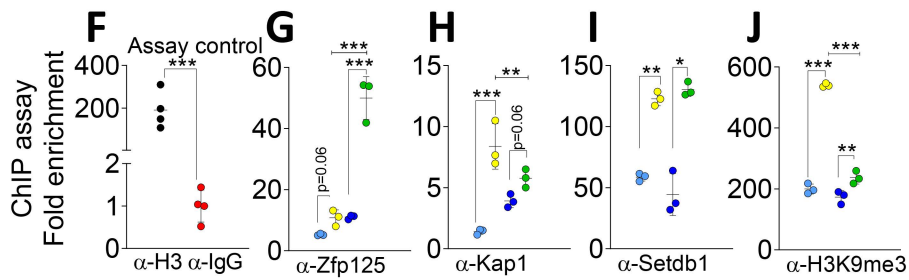 F G H I J
Assay control
ChIP assay
Fold enrichment
*** *** *** *** ** *** ** * *** *** **
p=0.06 p=0.06
400 200 2 1 0
60 40 20 10 0
15 10 5 0
150 100 50 0
600 400 200 0
α-H3 α-IgG α-Zfp125 α-Kap1 α-Setdb1 α-H3K9me3